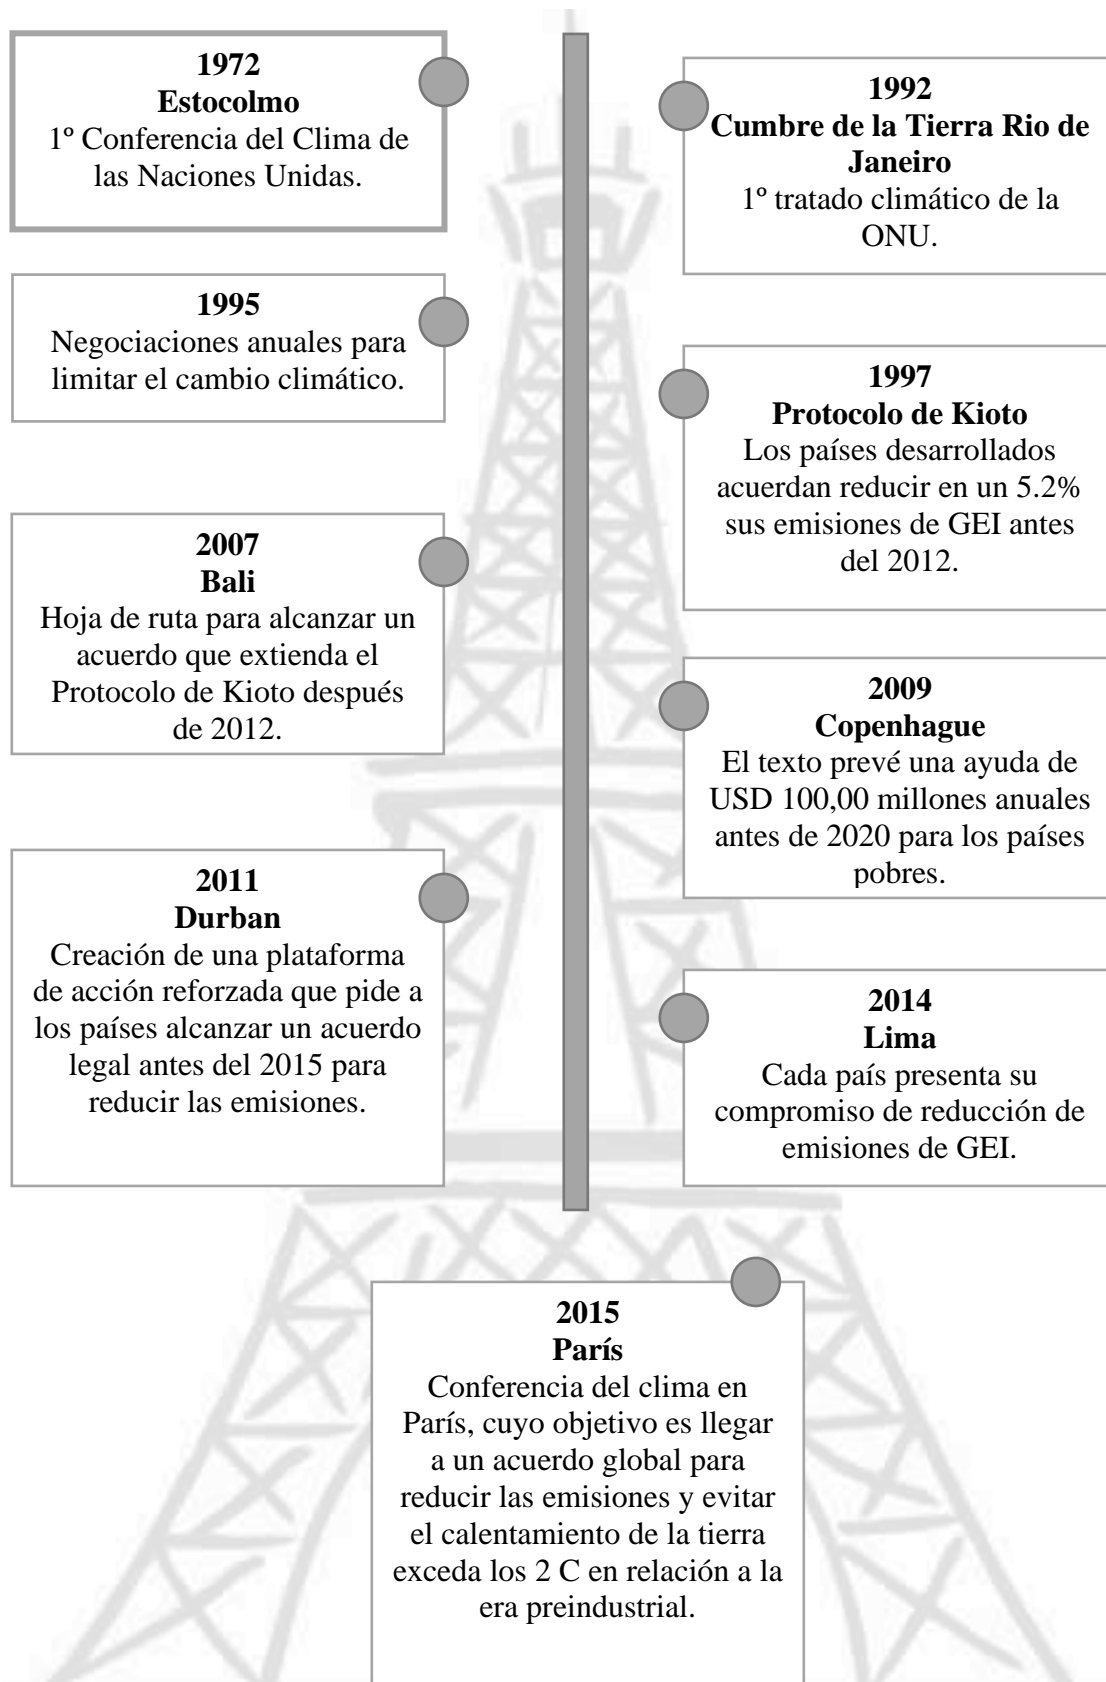 1972
Estocolmo
1º Conferencia del Clima de
las Naciones Unidas.
1992
Cumbre de la Tierra Rio de
Janeiro
1º tratado climático de la
ONU.
1995
Negociaciones anuales para
limitar el cambio climático.
1997
Protocolo de Kioto
Los países desarrollados
acuerdan reducir en un 5.2%
sus emisiones de GEI antes
del 2012.
2007
Bali
Hoja de ruta para alcanzar un
acuerdo que extienda el
Protocolo de Kioto después
de 2012.
2009
Copenhague
El texto prevé una ayuda de
USD 100,00 millones anuales
antes de 2020 para los países
pobres.
2011
Durban
Creación de una plataforma
de acción reforzada que pide a
los países alcanzar un acuerdo
legal antes del 2015 para
reducir las emisiones.
2014
Lima
Cada país presenta su
compromiso de reducción de
emisiones de GEI.
2015
París
Conferencia del clima en
París, cuyo objetivo es llegar
a un acuerdo global para
reducir las emisiones y evitar
el calentamiento de la tierra
exceda los 2 C en relación a la
era preindustrial.